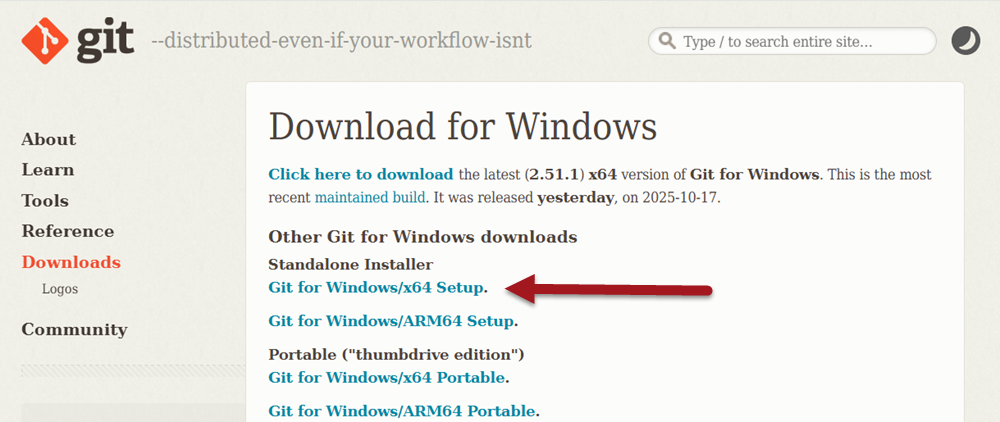 git --distributed-even-if-your-workflow-isnt
Type / to search entire site...
About
Learn
Tools
Reference
Downloads
Logos
Community
Download for Windows
Click here to download the latest (2.51.1) x64 version of Git for Windows. This is the most
recent maintained build. It was released yesterday, on 2025-10-17.
Other Git for Windows downloads
Standalone Installer
Git for Windows/x64 Setup.
Git for Windows/ARM64 Setup.
Portable ("thumbdrive edition")
Git for Windows/x64 Portable.
Git for Windows/ARM64 Portable.